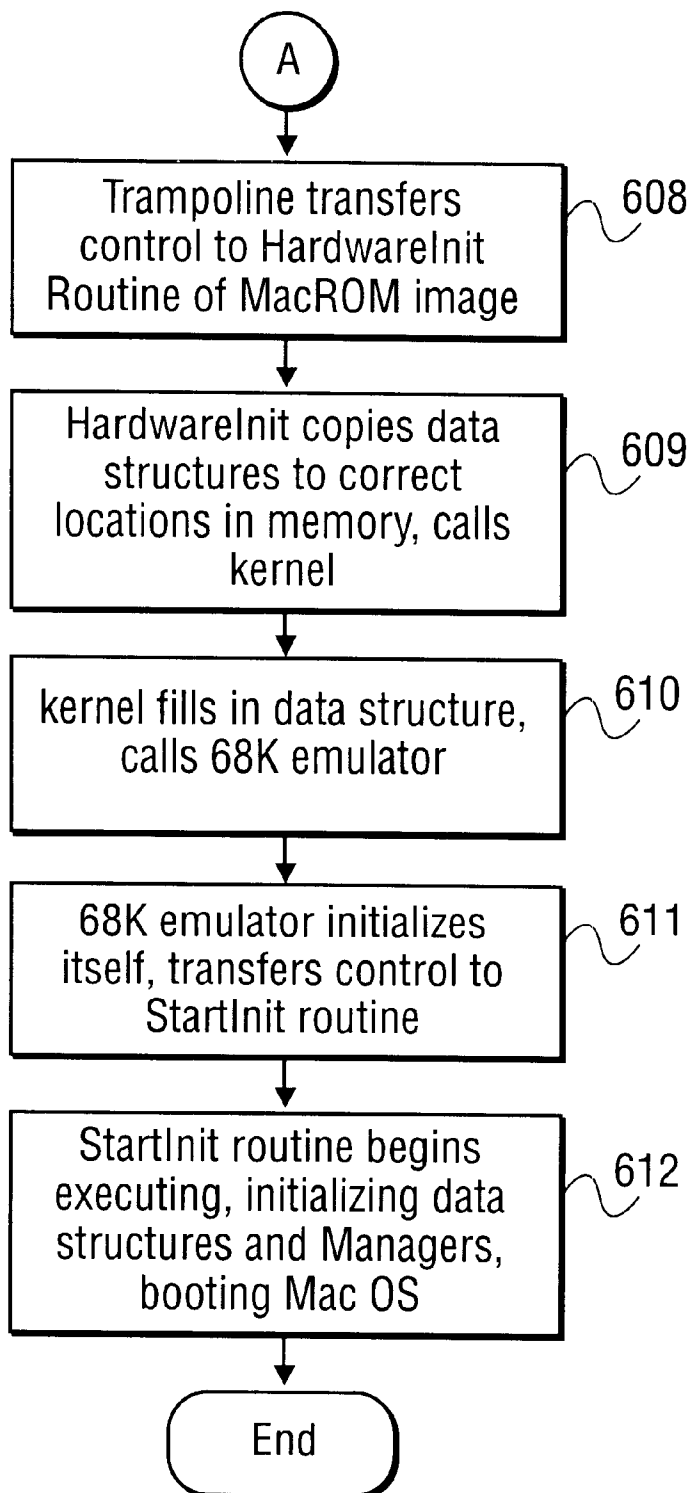 A
Trampoline transfers
control to HardwareInit
Routine of MacROM image
608
HardwareInit copies data
structures to correct
locations in memory, calls
kernel
609
kernel fills in data structure,
calls 68K emulator
610
68K emulator initializes
itself, transfers control to
StartInit routine
611
StartInit routine begins
executing, initializing data
structures and Managers,
booting Mac OS
612
End